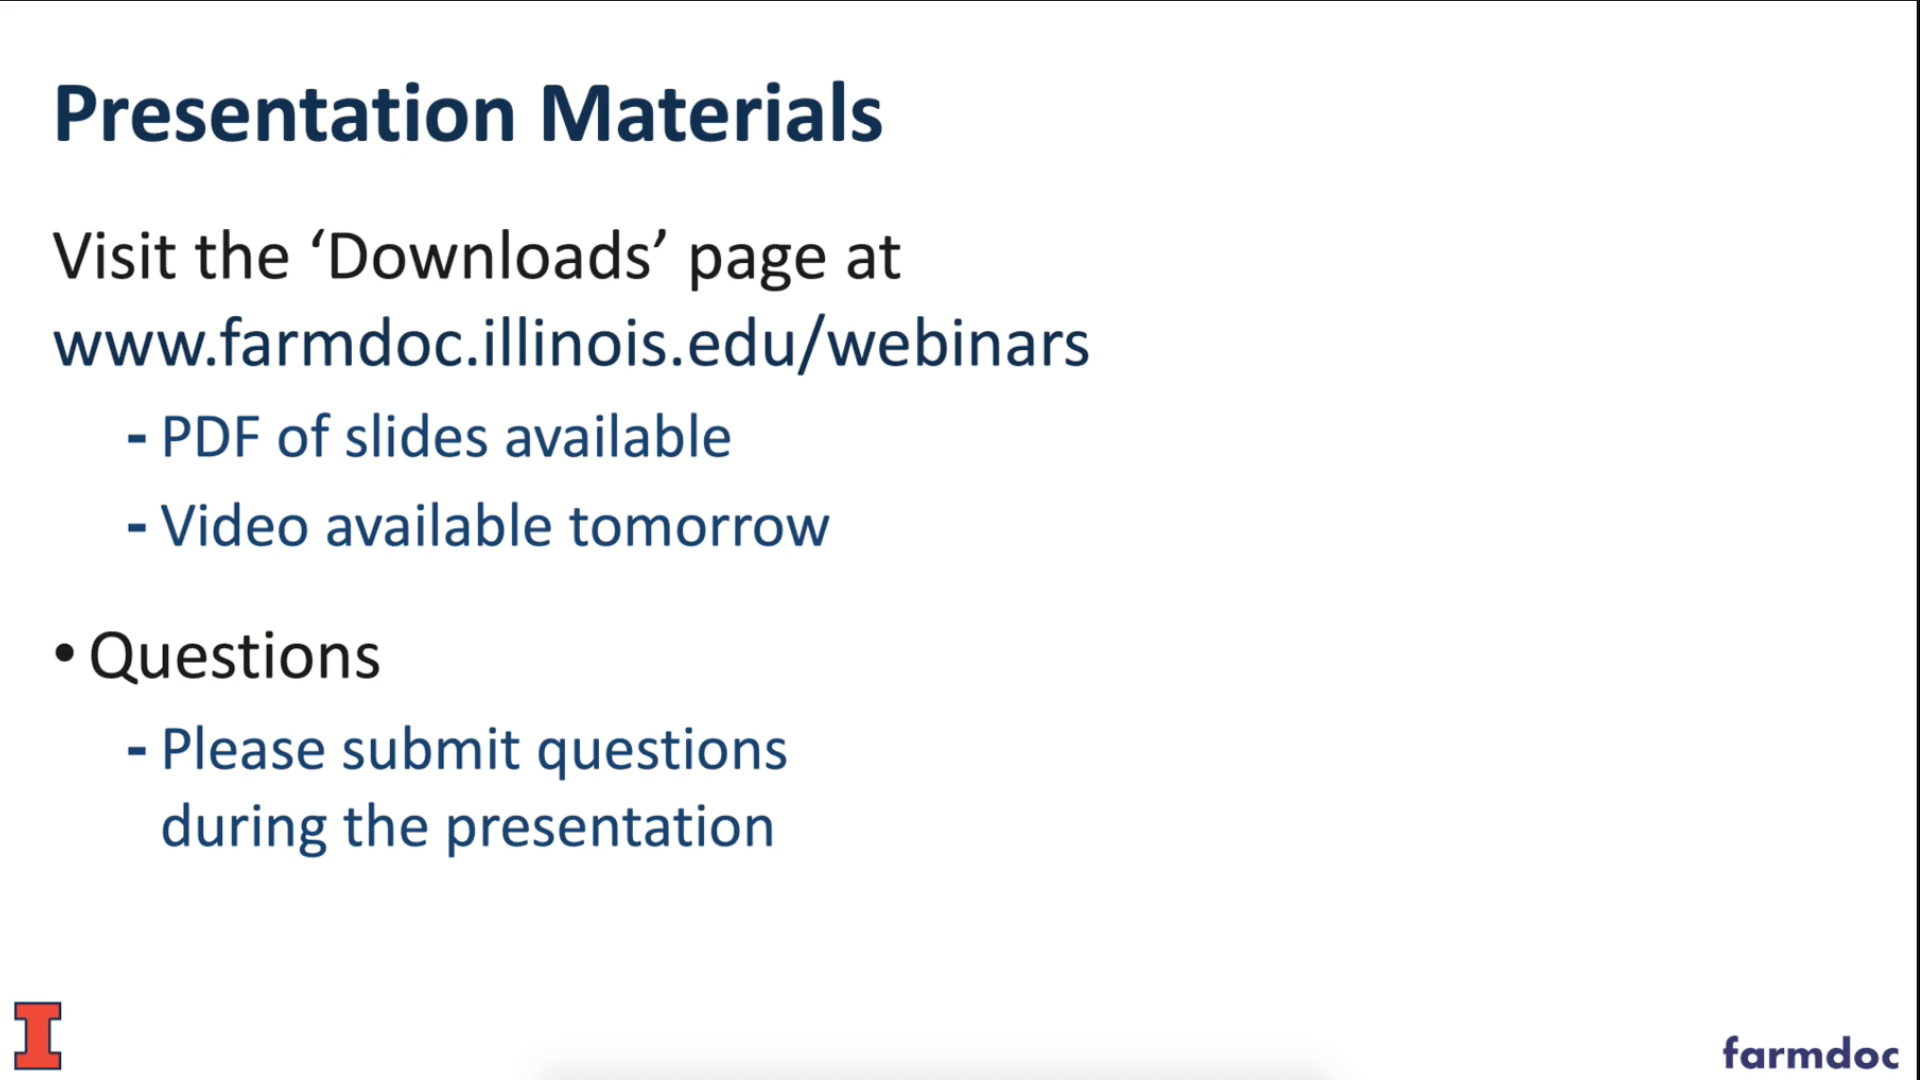 Presentation Materials
Visit the ‘Downloads’ page at
www.farmdoc.illinois.edu/webinars
- PDF of slides available
- Video available tomorrow
• Questions
- Please submit questions
during the presentation
I
farmdoc